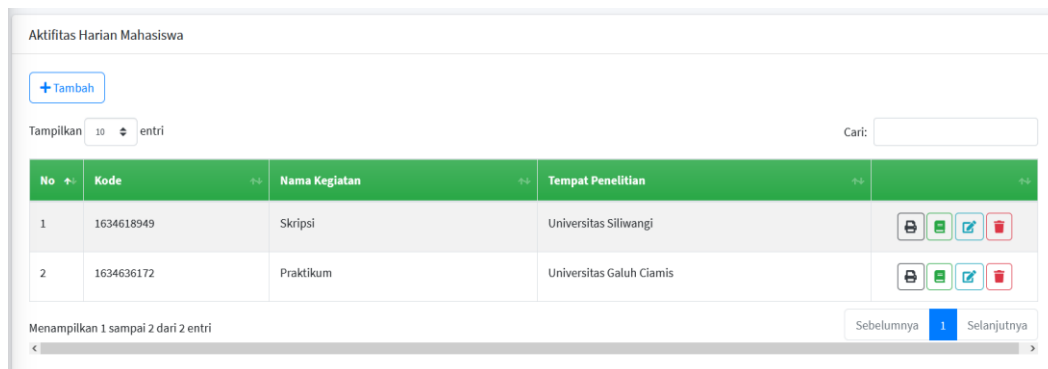 Aktifitas Harian Mahasiswa
+ Tambah
Tampilkan 10 entri
Cari:
No Kode Nama Kegiatan Tempat Penelitian
1 1634618949 Skripsi Universitas Siliwangi
2 1634636172 Praktikum Universitas Galuh Ciamis
Menampilkan 1 sampai 2 dari 2 entri
Sebelumnya 1 Selanjutnya